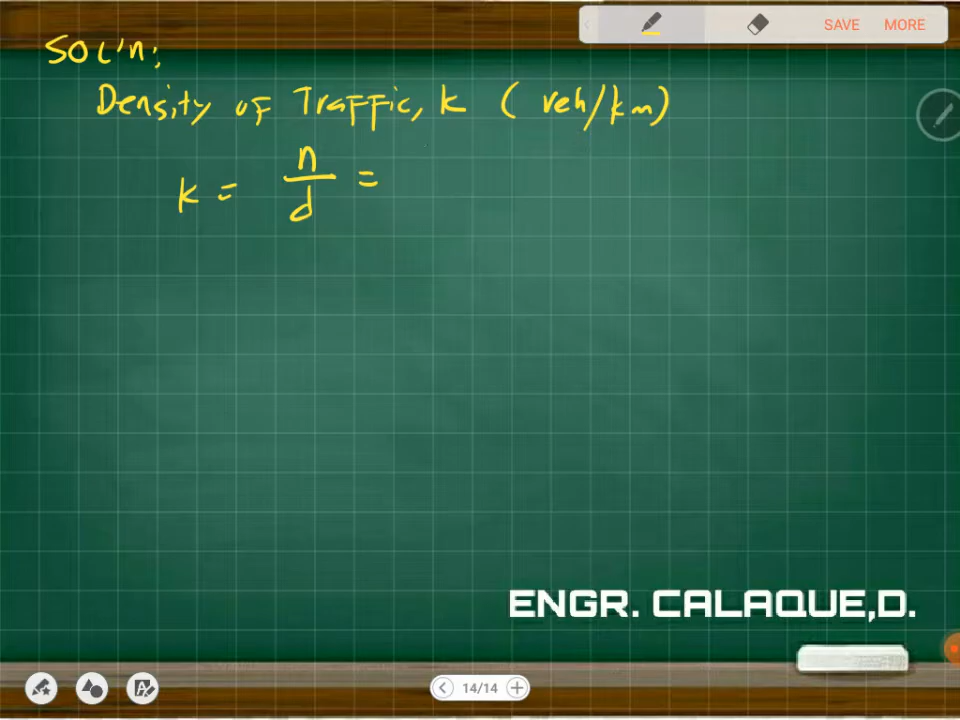 SAVE MORE
SOL'n:
Density of Traffic, k (veh/km)
k = n/d =
ENGR. CALAQUE,D.
14/14